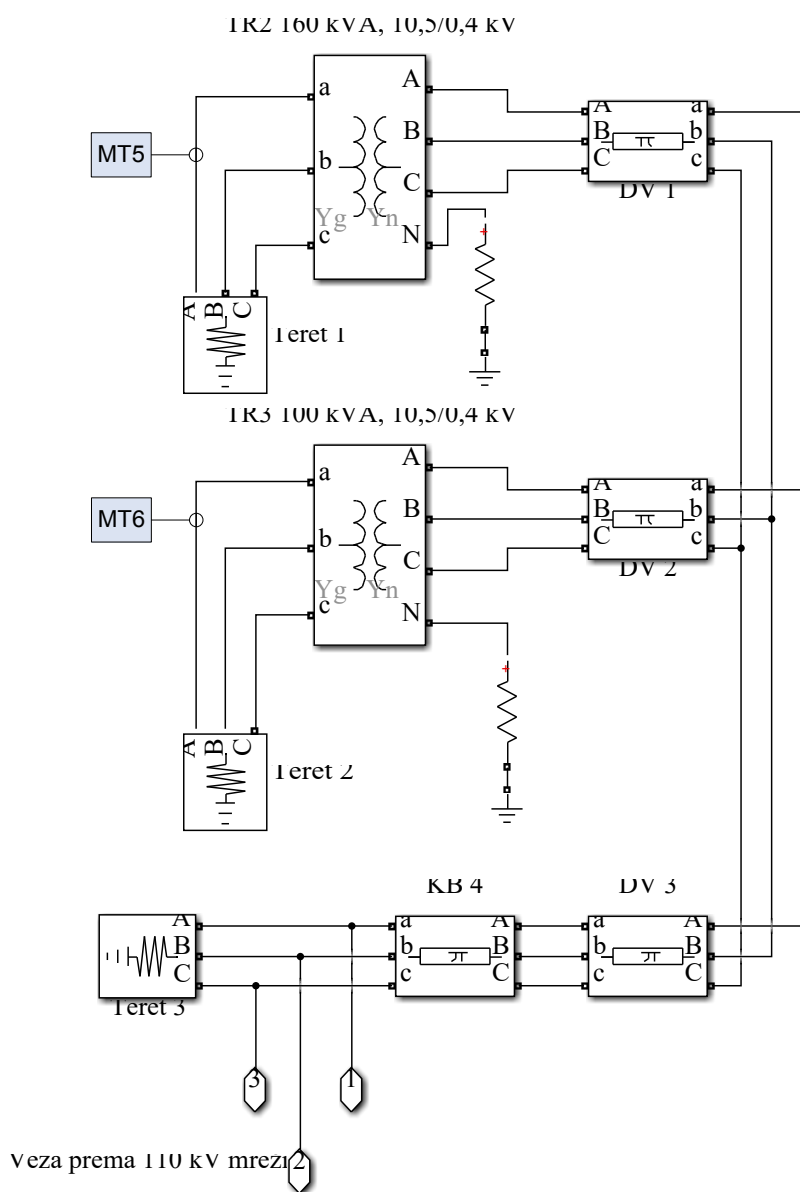 TR2 160 kVA, 10,5/0,4 kV
a
A
A
a
MT5
B
B
b
b
C
C
c
DV 1
Yg Yn
c
N
A
B
C
Teret 1
TR3 100 kVA, 10,5/0,4 kV
a
A
A
a
MT6
B
B
b
b
C
C
c
DV 2
Yg Yn
c
N
A
B
C
Teret 2
KB 4
DV 3
A
a
A
a
A
B
b
B
b
B
C
c
C
c
C
Teret 3
3
1
Veza prema 110 kV mrezi
2